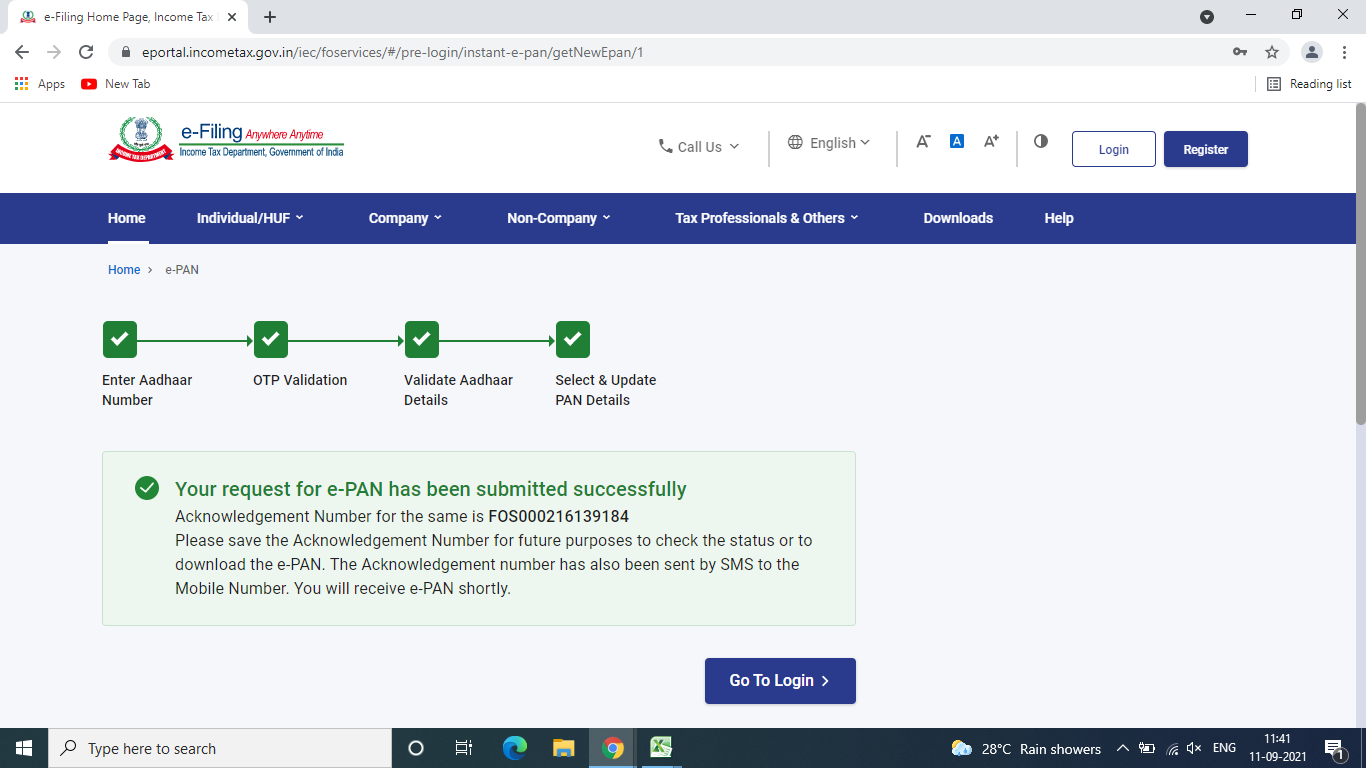 e-Filing Home Page, Income Tax
eportal.incometax.gov.in/iec/foservices/#/pre-login/instant-e-pan/getNewEpan/1
Apps New Tab Reading list
e-Filing Anywhere Anytime
Income Tax Department, Government of India
INCOME TAX DEPARTMENT
Call Us English A- A A+ Login Register
Home Individual/HUF Company Non-Company Tax Professionals & Others Downloads Help
Home > e-PAN
Enter Aadhaar
Number
OTP Validation
Validate Aadhaar
Details
Select & Update
PAN Details
Your request for e-PAN has been submitted successfully
Acknowledgement Number for the same is FOS000216139184
Please save the Acknowledgement Number for future purposes to check the status or to
download the e-PAN. The Acknowledgement number has also been sent by SMS to the
Mobile Number. You will receive e-PAN shortly.
Go To Login >
Type here to search
28°C Rain showers
ENG
11:41
11-09-2021
1